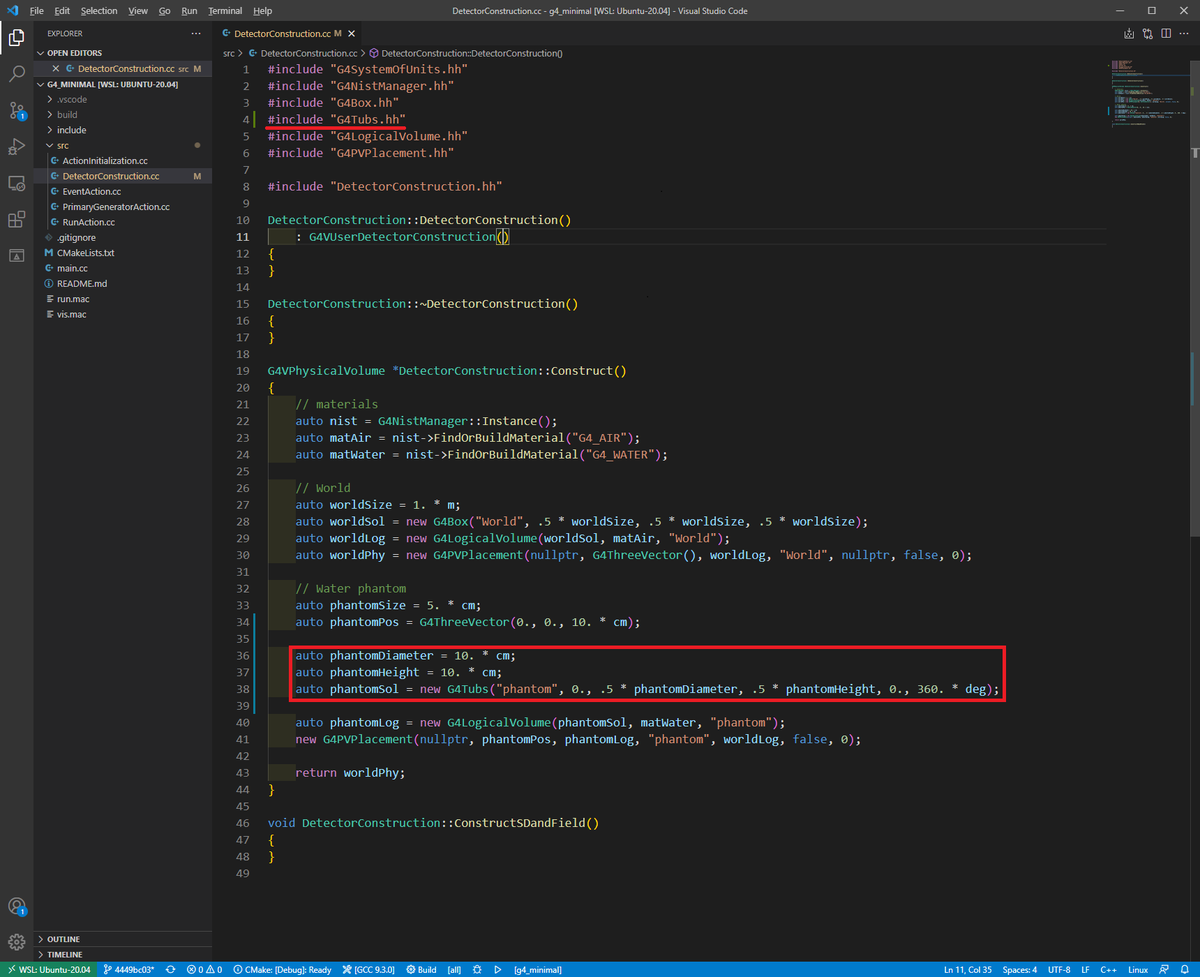 File Edit Selection View Go Run Terminal Help
DetectorConstruction.cc - g4_minimal [WSL: Ubuntu-20.04] - Visual Studio Code
EXPLORER
OPEN EDITORS
DetectorConstruction.cc src M
G4_MINIMAL [WSL: UBUNTU-20.04]
.vscode
build
include
src
ActionInitialization.cc
DetectorConstruction.cc M
EventAction.cc
PrimaryGeneratorAction.cc
RunAction.cc
.gitignore
CMakeLists.txt
main.cc
README.md
run.mac
vis.mac
OUTLINE
TIMELINE
1
1
DetectorConstruction.cc M
src > DetectorConstruction.cc > DetectorConstruction::DetectorConstruction()
1 #include "G4SystemOfUnits.hh"
2 #include "G4NistManager.hh"
3 #include "G4Box.hh"
4 #include "G4Tubs.hh"
5 #include "G4LogicalVolume.hh"
6 #include "G4PVPlacement.hh"
7
8 #include "DetectorConstruction.hh"
9
10 DetectorConstruction::DetectorConstruction()
11 : G4VUserDetectorConstruction()
12 {
13 }
14
15 DetectorConstruction::~DetectorConstruction()
16 {
17 }
18
19 G4VPhysicalVolume *DetectorConstruction::Construct()
20 {
21 // materials
22 auto nist = G4NistManager::Instance();
23 auto matAir = nist->FindOrBuildMaterial("G4_AIR");
24 auto matWater = nist->FindOrBuildMaterial("G4_WATER");
25
26 // World
27 auto worldSize = 1. * m;
28 auto worldSol = new G4Box("World", .5 * worldSize, .5 * worldSize, .5 * worldSize);
29 auto worldLog = new G4LogicalVolume(worldSol, matAir, "World");
30 auto worldPhy = new G4PVPlacement(nullptr, G4ThreeVector(), worldLog, "World", nullptr, false, 0);
31
32 // Water phantom
33 auto phantomSize = 5. * cm;
34 auto phantomPos = G4ThreeVector(0., 0., 10. * cm);
35
36 auto phantomDiameter = 10. * cm;
37 auto phantomHeight = 10. * cm;
38 auto phantomSol = new G4Tubs("phantom", 0., .5 * phantomDiameter, .5 * phantomHeight, 0., 360. * deg);
39
40 auto phantomLog = new G4LogicalVolume(phantomSol, matWater, "phantom");
41 new G4PVPlacement(nullptr, phantomPos, phantomLog, "phantom", worldLog, false, 0);
42
43 return worldPhy;
44 }
45
46 void DetectorConstruction::ConstructSDandField()
47 {
48 }
49
WSL: Ubuntu-20.04 4449bc03* 0 0 CMake: [Debug]: Ready [GCC 9.3.0] Build [all] [g4_minimal] Ln 11, Col 35 Spaces: 4 UTF-8 LF C++ Linux